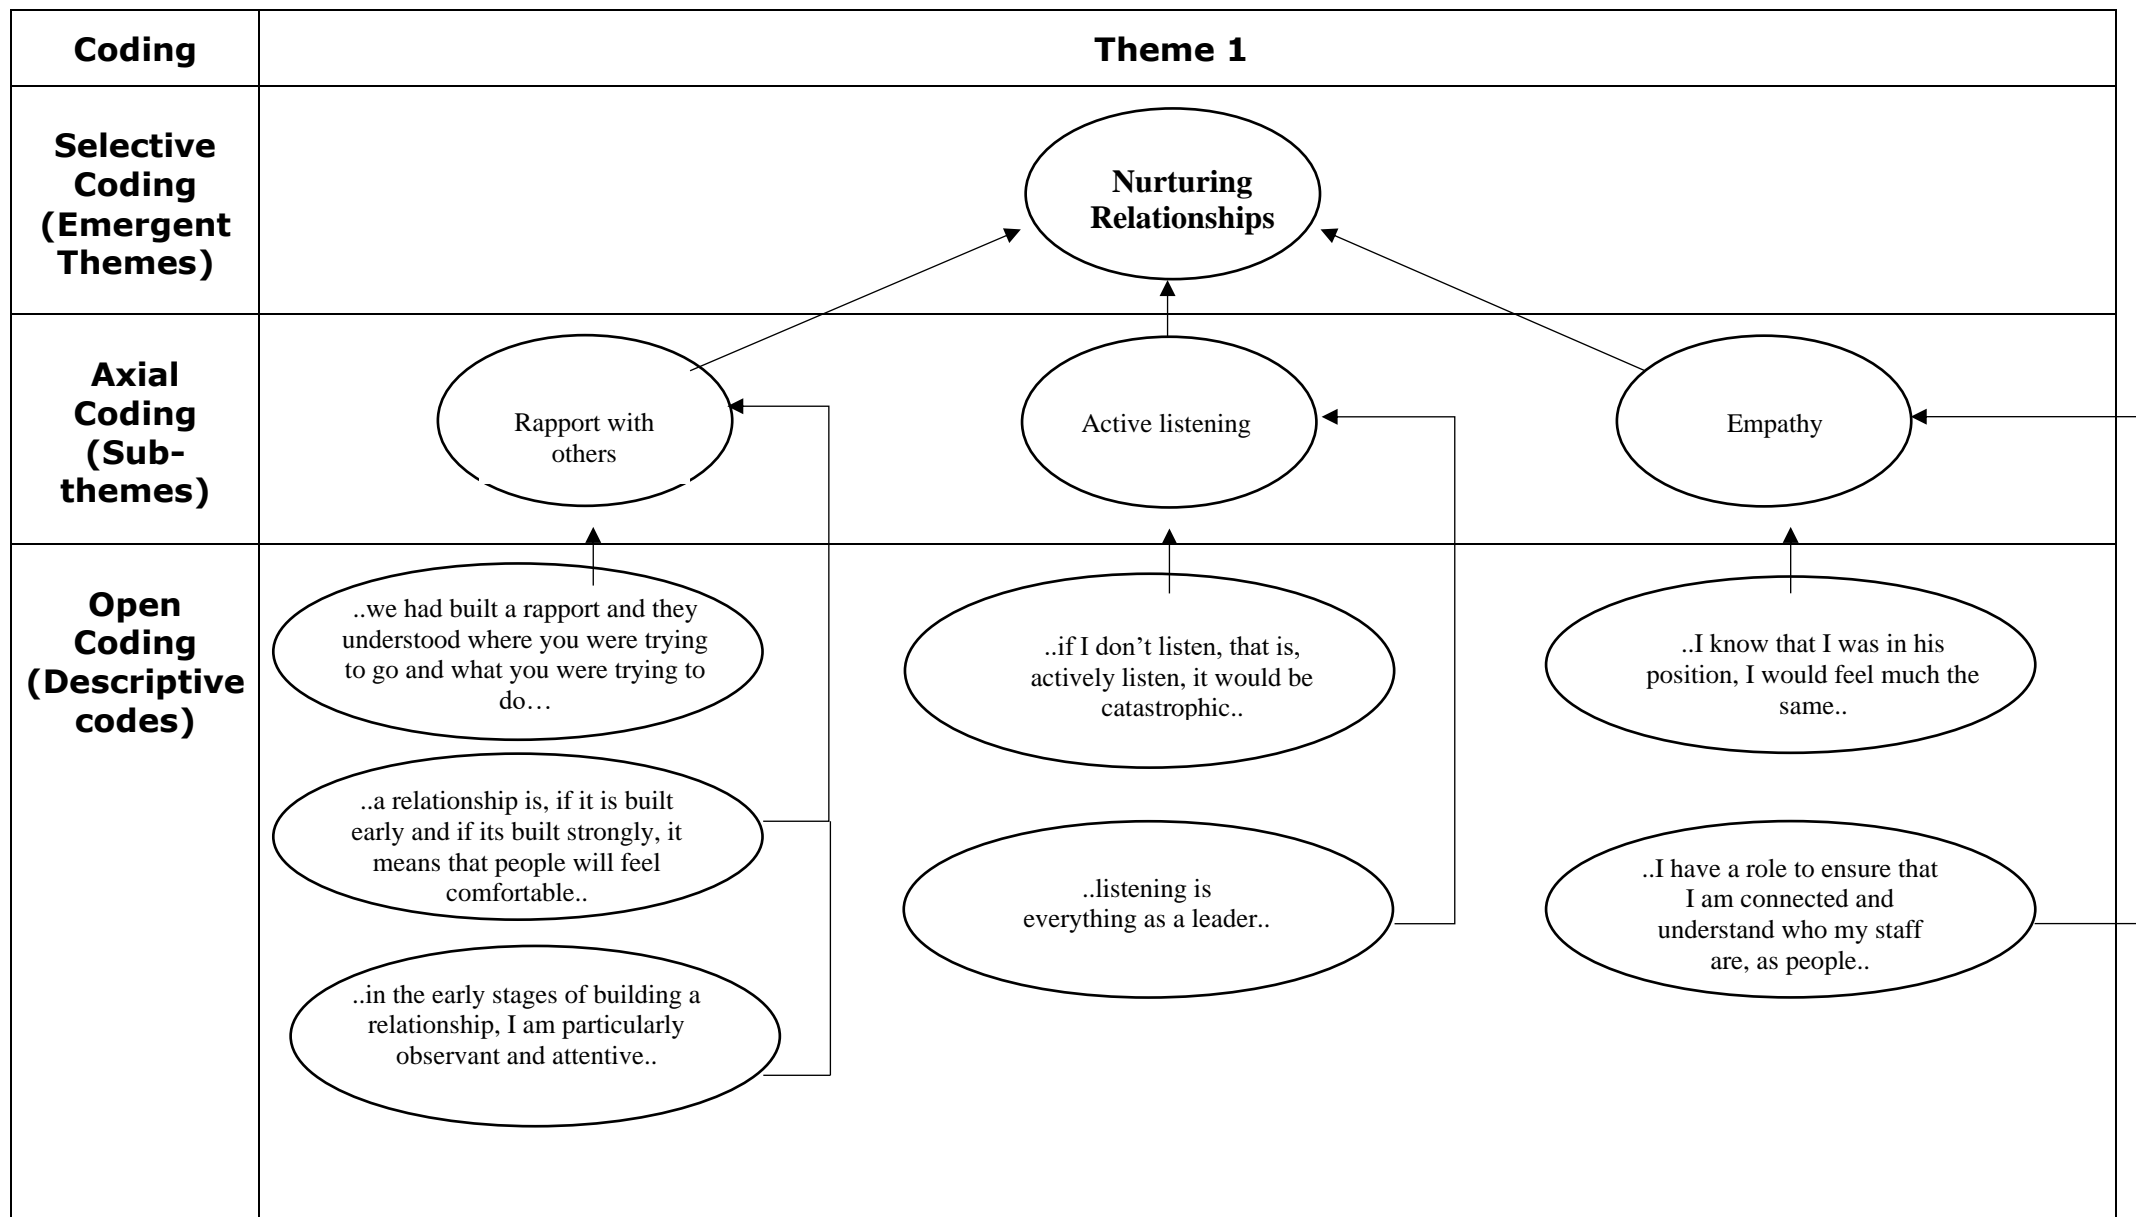 Coding
Theme 1
Selective
Coding
(Emergent
Themes)
Nurturing
Relationships
Axial
Coding
(Sub-
themes)
Rapport with
others
Active listening
Empathy
Open
Coding
(Descriptive
codes)
..we had built a rapport and they
understood where you were trying
to go and what you were trying to
do…
..if I don’t listen, that is,
actively listen, it would be
catastrophic..
..I know that I was in his
position, I would feel much the
same..
..a relationship is, if it is built
early and if its built strongly, it
means that people will feel
comfortable..
..listening is
everything as a leader..
..I have a role to ensure that
I am connected and
understand who my staff
are, as people..
..in the early stages of building a
relationship, I am particularly
observant and attentive..